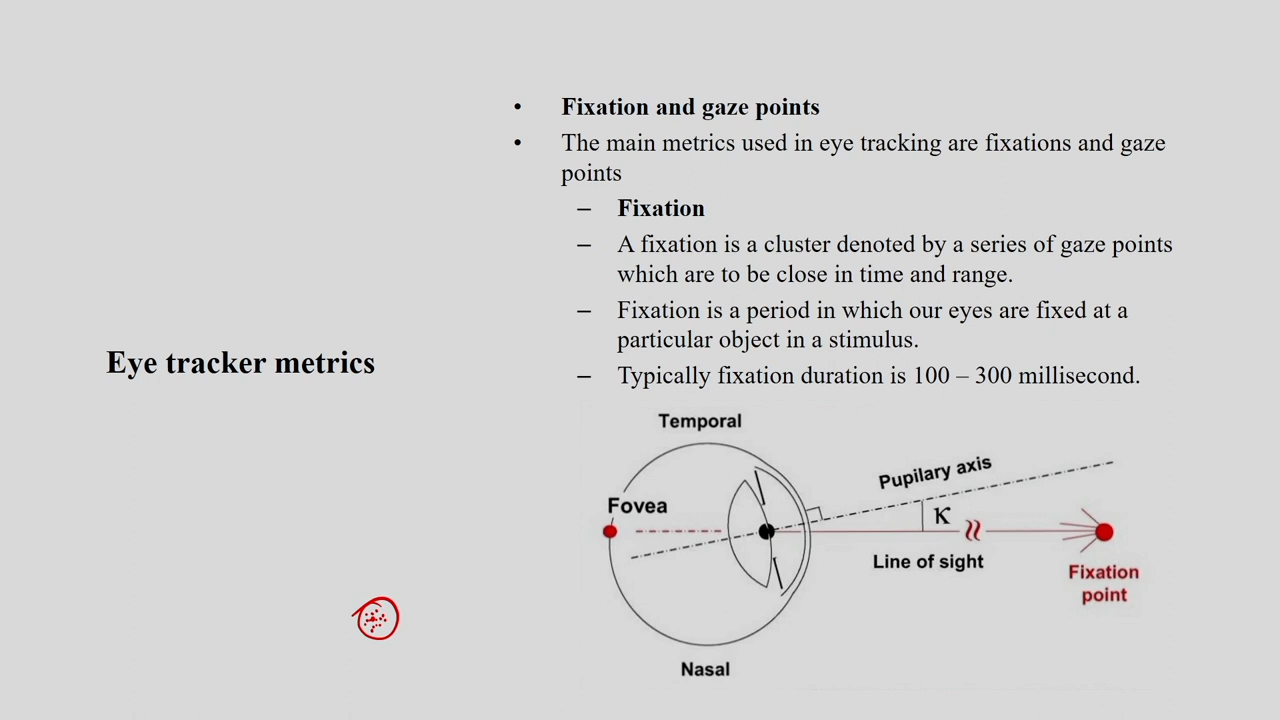 • Fixation and gaze points
• The main metrics used in eye tracking are fixations and gaze
points
– Fixation
– A fixation is a cluster denoted by a series of gaze points
which are to be close in time and range.
– Fixation is a period in which our eyes are fixed at a
particular object in a stimulus.
– Typically fixation duration is 100 – 300 millisecond.
Eye tracker metrics
Temporal
Pupilary axis
Fovea
κ
Line of sight
Fixation
point
Nasal